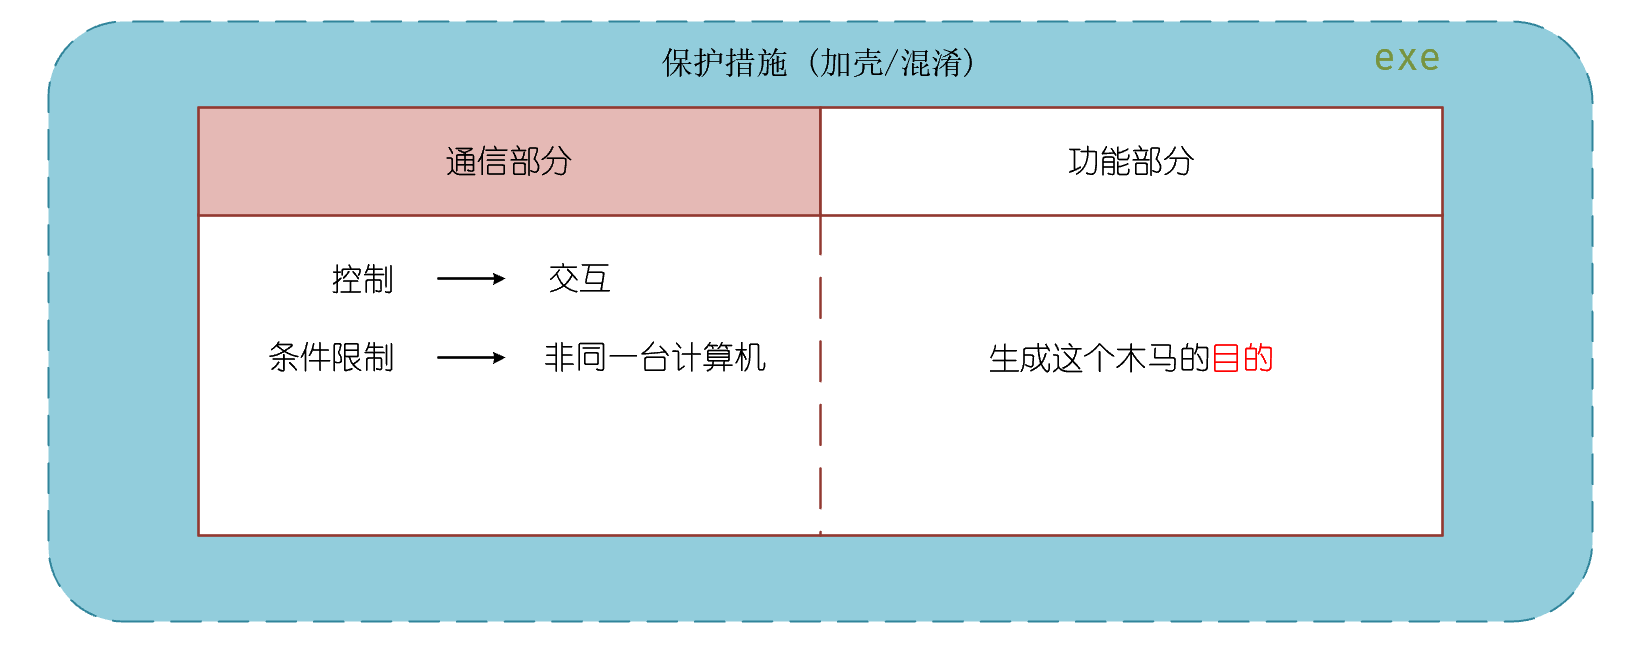 保护措施（加壳/混淆） exe
通信部分 功能部分
控制 交互
条件限制 非同一台计算机 生成这个木马的目的